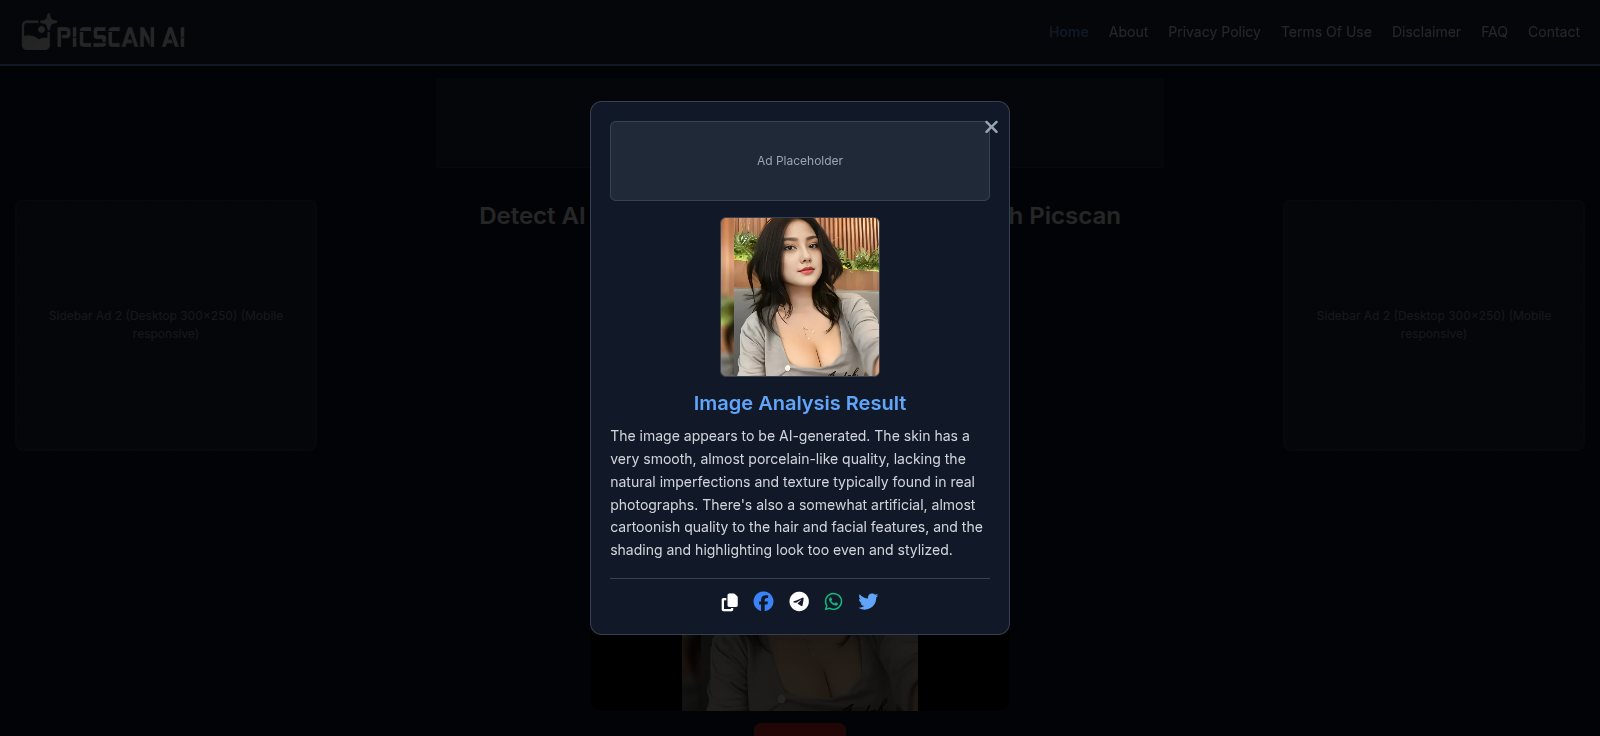 PICSCAN AI
Home About Privacy Policy Terms Of Use Disclaimer FAQ Contact
Ad Placeholder
Detect AI
h Picscan
Sidebar Ad 2 (Desktop 300×250) (Mobile
responsive)
Sidebar Ad 2 (Desktop 300×250) (Mobile
responsive)
Image Analysis Result
The image appears to be AI-generated. The skin has a
very smooth, almost porcelain-like quality, lacking the
natural imperfections and texture typically found in real
photographs. There's also a somewhat artificial, almost
cartoonish quality to the hair and facial features, and the
shading and highlighting look too even and stylized.